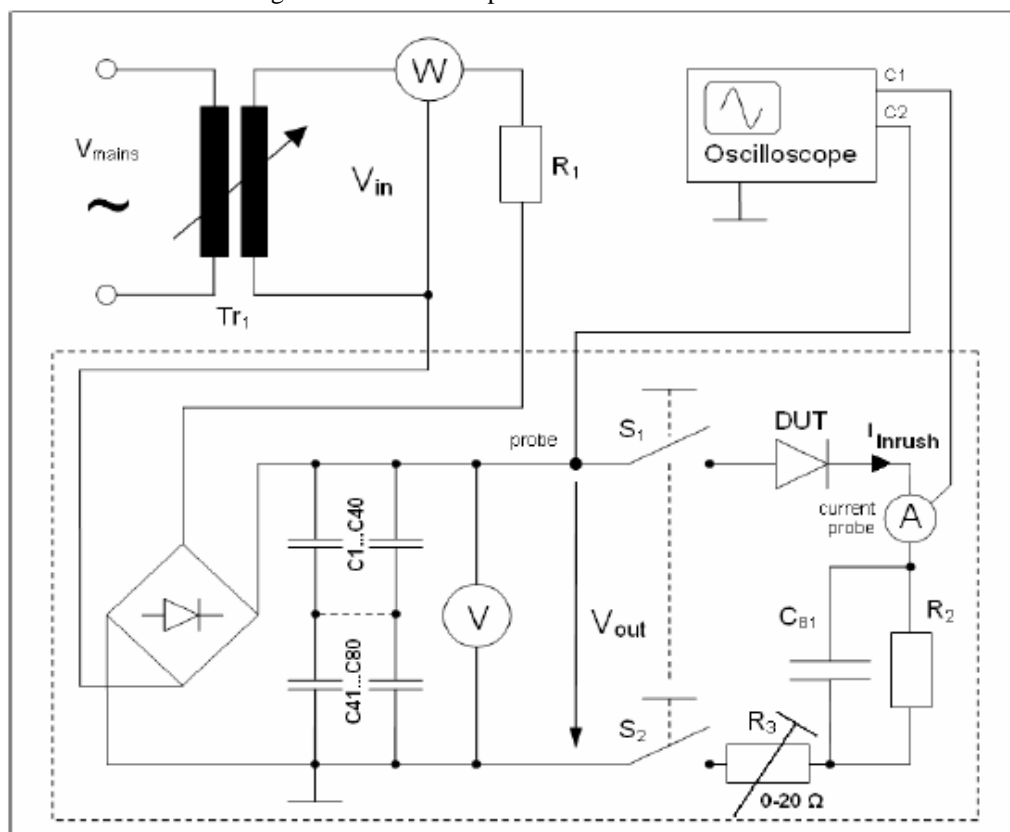 W
C1
C2
Vmains
~
Vin
R1
Oscilloscope
Tr1
probe
S1
DUT
IInrush
current
probe
A
C1...C40
V
Vout
C81
R2
C41...C80
S2
R3
0-20 Ω